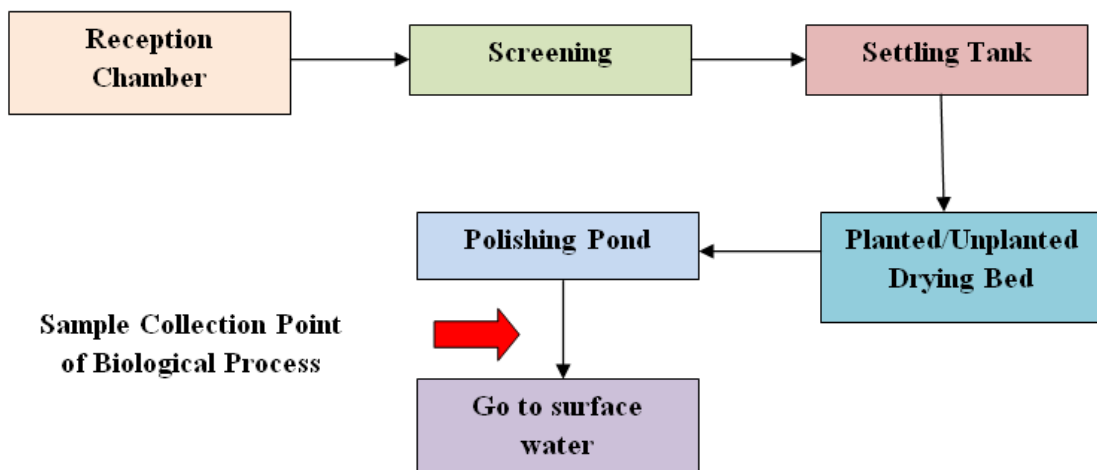 Reception
Chamber
Screening
Settling Tank
Planted/Unplanted
Drying Bed
Polishing Pond
Sample Collection Point
of Biological Process
Go to surface
water